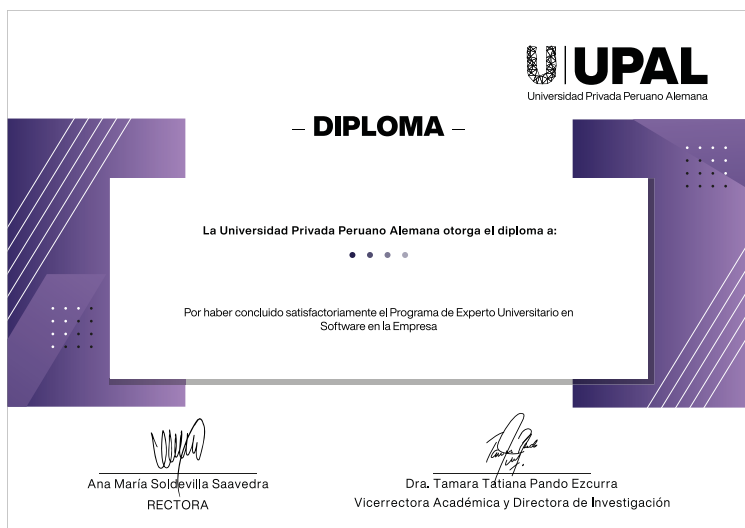 UPAL
Universidad Privada Peruano Alemana
– DIPLOMA –
La Universidad Privada Peruano Alemana otorga el diploma a:
Por haber concluido satisfactoriamente el Programa de Experto Universitario en
Software en la Empresa
Ana María Soldevilla Saavedra
RECTORA
Dra. Tamara Tatiana Pando Ezcurra
Vicerrectora Académica y Directora de Investigación